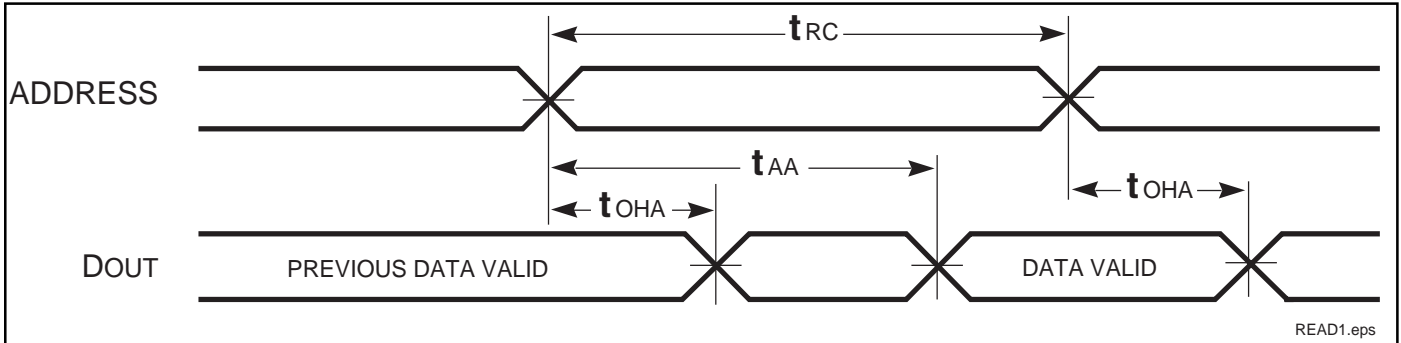 tRC
ADDRESS
tAA
tOHA
tOHA
DOUT
PREVIOUS DATA VALID
DATA VALID
READ1.eps